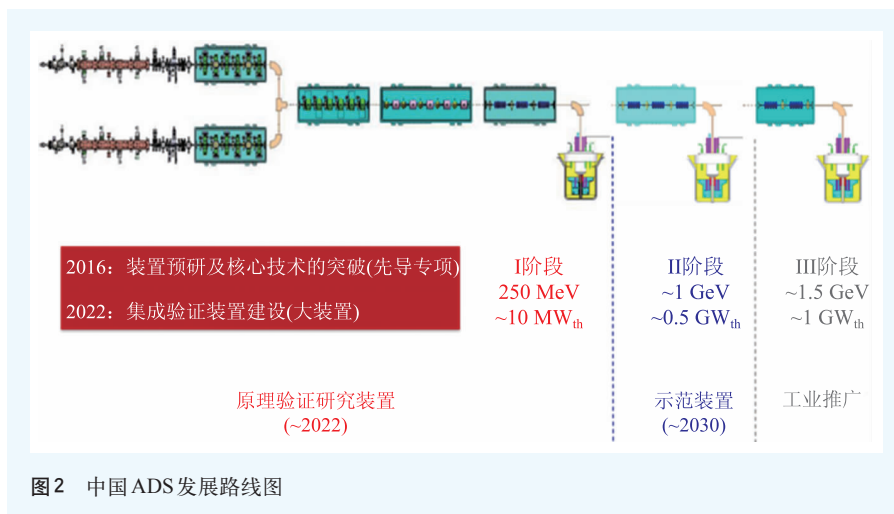 2016：装置预研及核心技术的突破(先导专项)
2022：集成验证装置建设(大装置)
I阶段
250 MeV
~10 MWth
II阶段
~1 GeV
~0.5 GWth
III阶段
~1.5 GeV
~1 GWth
原理验证研究装置
(~2022)
示范装置
(~2030)
工业推广
图2 中国ADS发展路线图